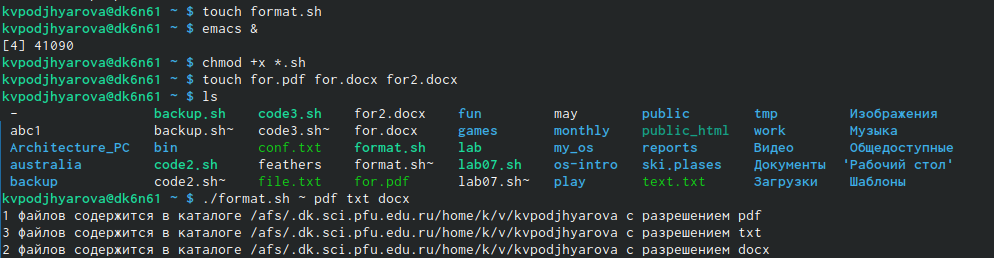 kvpodjhyarova@dk6n61 ~ $ touch format.sh
kvpodjhyarova@dk6n61 ~ $ emacs &
[4] 41090
kvpodjhyarova@dk6n61 ~ $ chmod +x *.sh
kvpodjhyarova@dk6n61 ~ $ touch for.pdf for.docx for2.docx
kvpodjhyarova@dk6n61 ~ $ ls
- backup.sh code3.sh for2.docx fun may public tmp Изображения
abc1 backup.sh~ code3.sh~ for.docx games monthly public_html work Музыка
Architecture_PC bin conf.txt format.sh lab my_os reports Видео Общедоступные
australia code2.sh feathers format.sh~ lab07.sh os-intro ski.plases Документы 'Рабочий стол'
backup code2.sh~ file.txt for.pdf lab07.sh~ play text.txt Загрузки Шаблоны
kvpodjhyarova@dk6n61 ~ $ ./format.sh ~ pdf txt docx
1 файлов содержится в каталоге /afs/.dk.sci.pfu.edu.ru/home/k/v/kvpodjhyarova с разрешением pdf
3 файлов содержится в каталоге /afs/.dk.sci.pfu.edu.ru/home/k/v/kvpodjhyarova с разрешением txt
2 файлов содержится в каталоге /afs/.dk.sci.pfu.edu.ru/home/k/v/kvpodjhyarova с разрешением docx